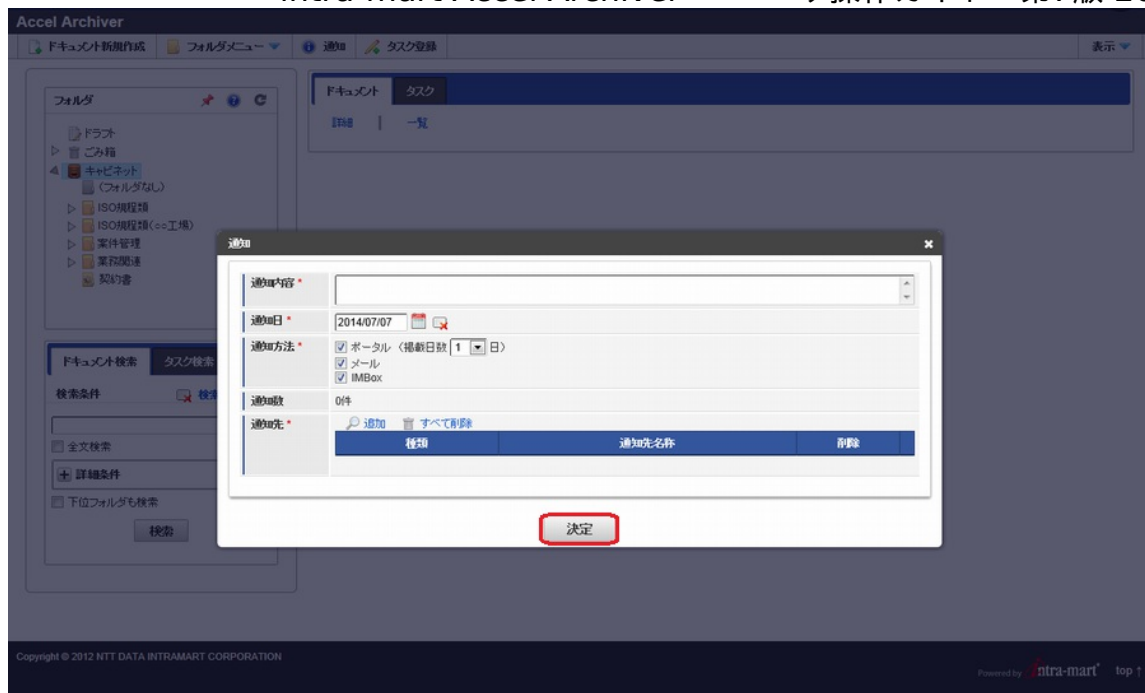 Accel Archiver
ドキュメント新規作成 フォルダメニュー 通知 タスク登録 表示
フォルダ
ドラフト
ごみ箱
キャビネット
(フォルダなし)
ISO規程類
ISO規程類(○○工場)
案件管理
業務関連
契約書
ドキュメント タスク
詳細 | 一覧
通知
通知内容 *
通知日 * 2014/07/07
通知方法 * ポータル (掲載日数 1 日)
メール
IMBox
通知数 0件
通知先 * 追加 すべて削除
種類 通知先名称 削除
決定
ドキュメント検索 タスク検索
検索条件
全文検索
詳細条件
下位フォルダも検索
検索
Copyright © 2012 NTT DATA INTRAMART CORPORATION
Powered by intra-mart top ↑